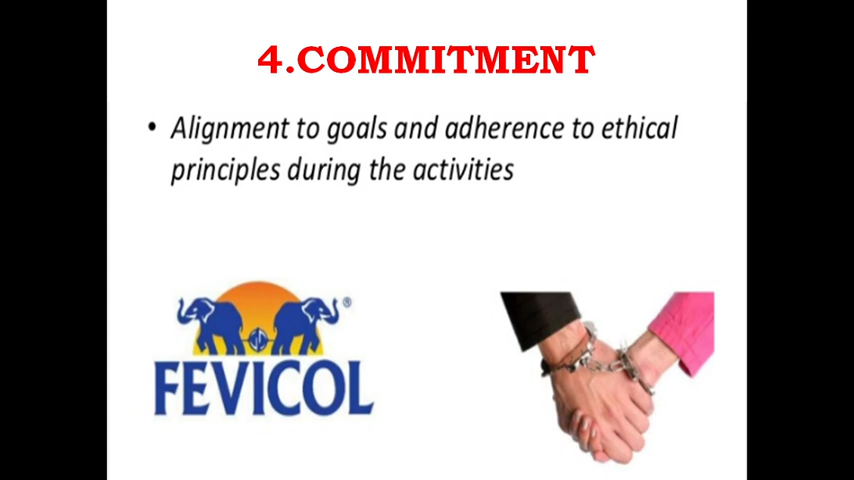 4.COMMITMENT
• Alignment to goals and adherence to ethical
principles during the activities
®
FEVICOL